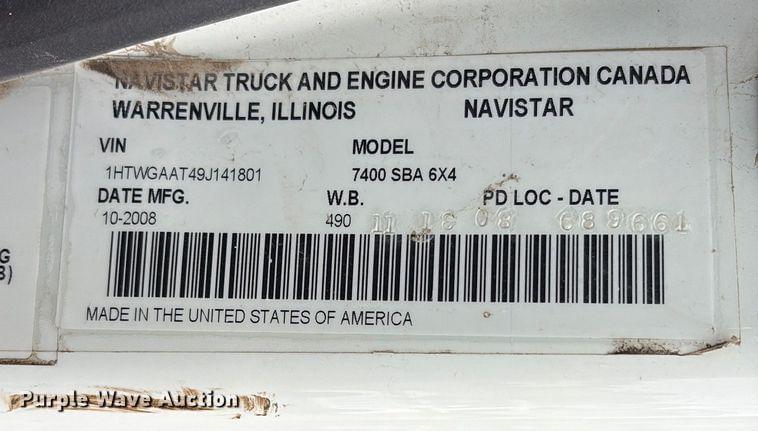 NAVISTAR TRUCK AND ENGINE CORPORATION CANADA
WARRENVILLE, ILLINOIS NAVISTAR
VIN MODEL
1HTWGAAT49J141801 7400 SBA 6X4
DATE MFG. W.B. PD LOC - DATE
10-2008 490 11 08 689661
MADE IN THE UNITED STATES OF AMERICA
G
3)
Purple Wave Auction